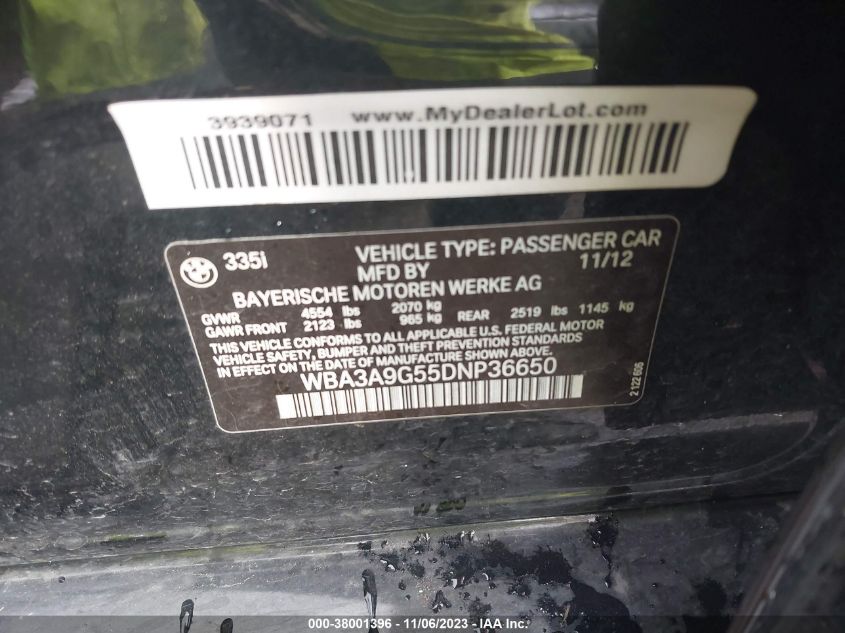 3939071 www.MyDealerLot.com
335i VEHICLE TYPE: PASSENGER CAR
MFD BY 11/12
BAYERISCHE MOTOREN WERKE AG
GVWR 4554 lbs 2070 kg
GAWR FRONT 2123 lbs 965 kg REAR 2519 lbs 1145 kg
THIS VEHICLE CONFORMS TO ALL APPLICABLE U.S. FEDERAL MOTOR
VEHICLE SAFETY, BUMPER AND THEFT PREVENTION STANDARDS
IN EFFECT ON THE DATE OF MANUFACTURE SHOWN ABOVE.
WBA3A9G55DNP36650
2 122 605
000-38001396 - 11/06/2023 - IAA Inc.